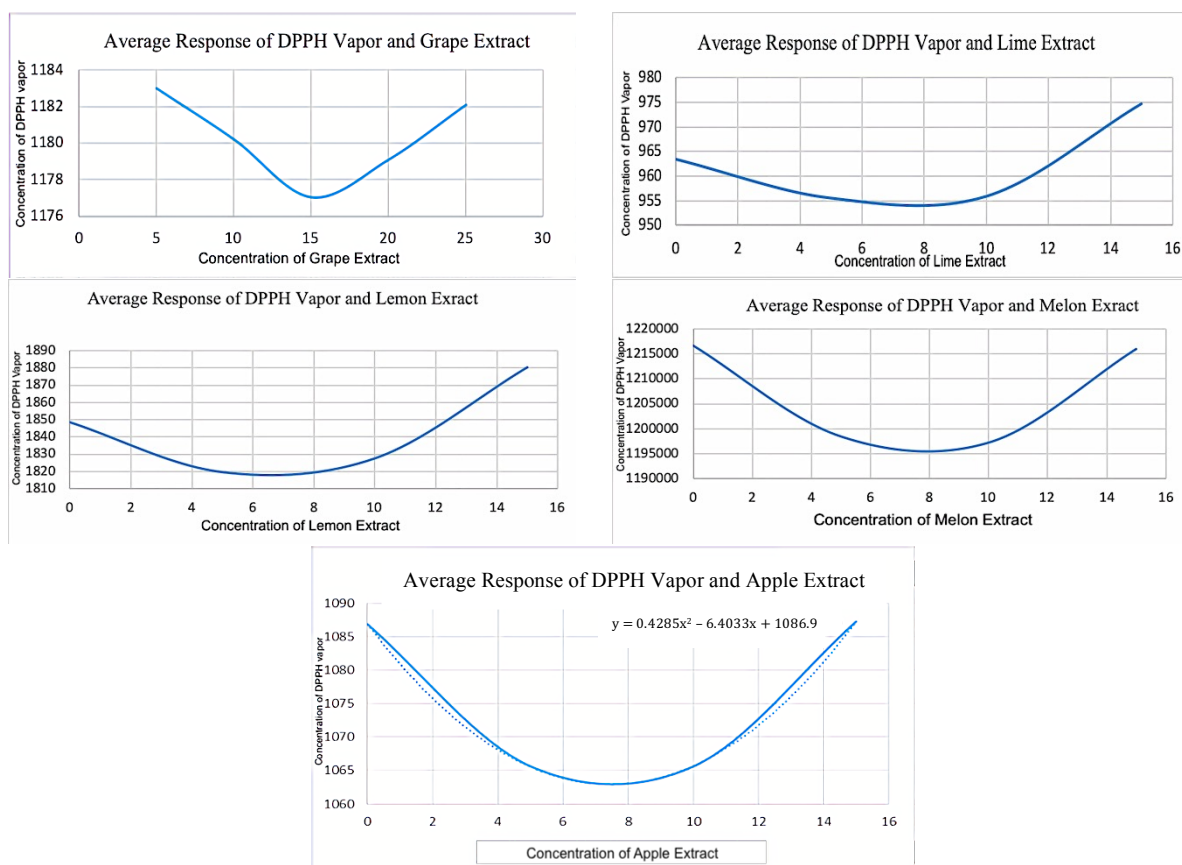 Average Response of DPPH Vapor and Grape Extract
Concentration of DPPH vapor
1184
1182
1180
1178
1176
0 5 10 15 20 25 30
Concentration of Grape Extract
Average Response of DPPH Vapor and Lime Extract
Concentration of DPPH Vapor
980
975
970
965
960
955
950
0 2 4 6 8 10 12 14 16
Concentration of Lime Extract
Average Response of DPPH Vapor and Lemon Exract
Concentration of DPPH Vapor
1890
1880
1870
1860
1850
1840
1830
1820
1810
0 2 4 6 8 10 12 14 16
Concentration of Lemon Extract
Average Response of DPPH Vapor and Melon Exract
Concentration of DPPH Vapor
1220000
1215000
1210000
1205000
1200000
1195000
1190000
0 2 4 6 8 10 12 14 16
Concentration of Melon Extract
Average Response of DPPH Vapor and Apple Extract
Concentration of DPPH vapor
1090
1085
1080
1075
1070
1065
1060
y = 0.4285x² – 6.4033x + 1086.9
0 2 4 6 8 10 12 14 16
Concentration of Apple Extract